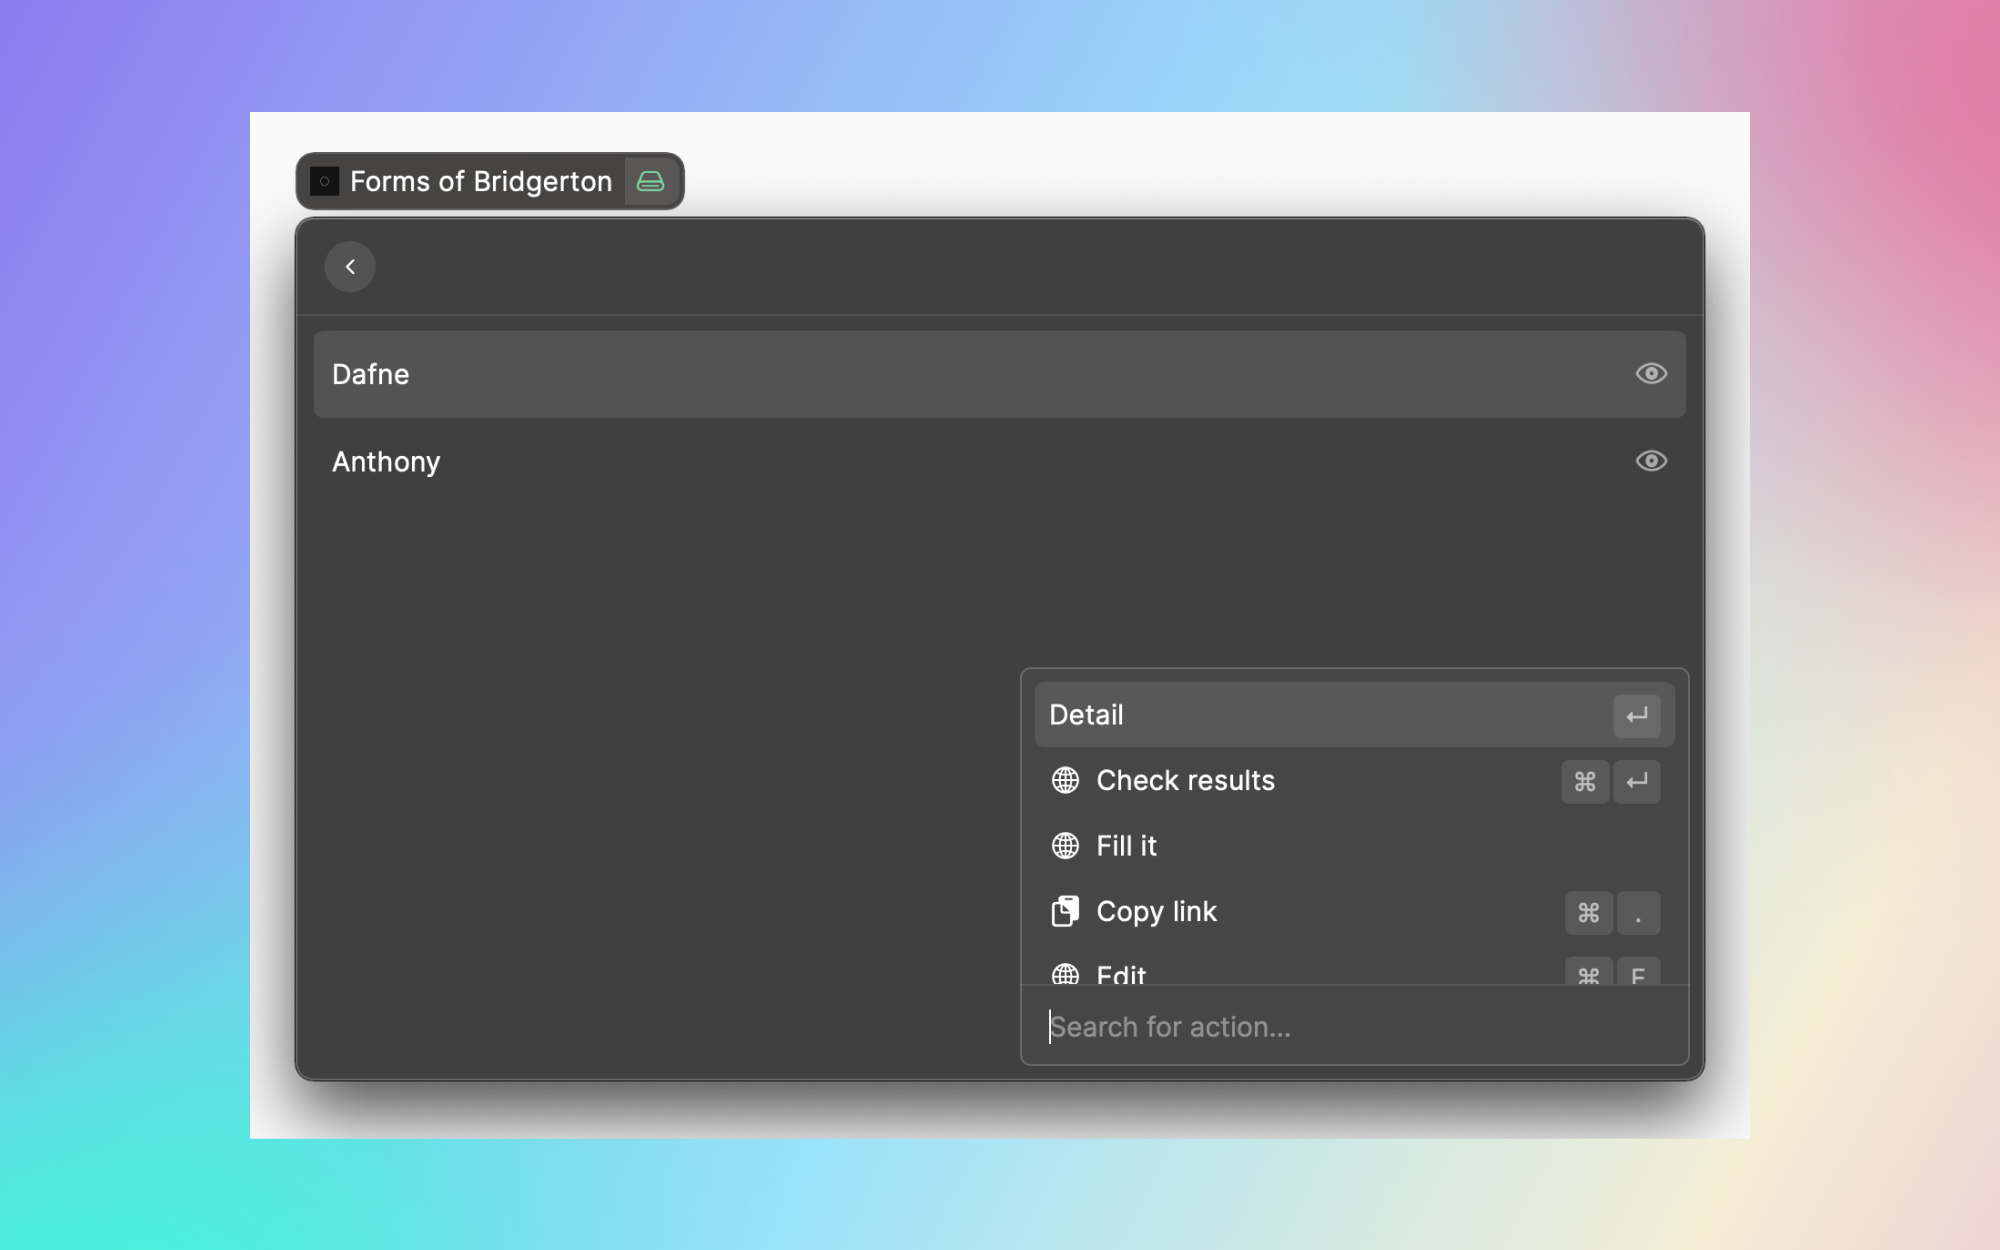 Forms of Bridgerton
Dafne
Anthony
Detail ↵
Check results ⌘ ↵
Fill it
Copy link ⌘ .
Edit ⌘ E
Search for action...